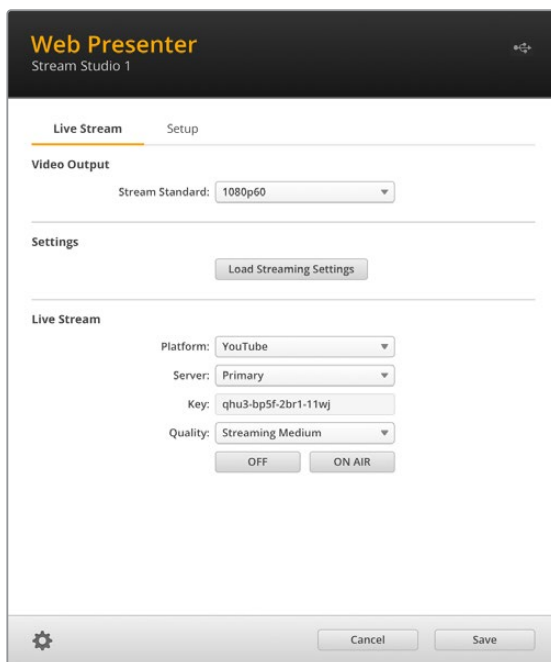 Web Presenter
Stream Studio 1
Live Stream Setup
Video Output
Stream Standard: 1080p60
Settings
Load Streaming Settings
Live Stream
Platform: YouTube
Server: Primary
Key: qhu3-bp5f-2br1-11wj
Quality: Streaming Medium
OFF ON AIR
Cancel Save